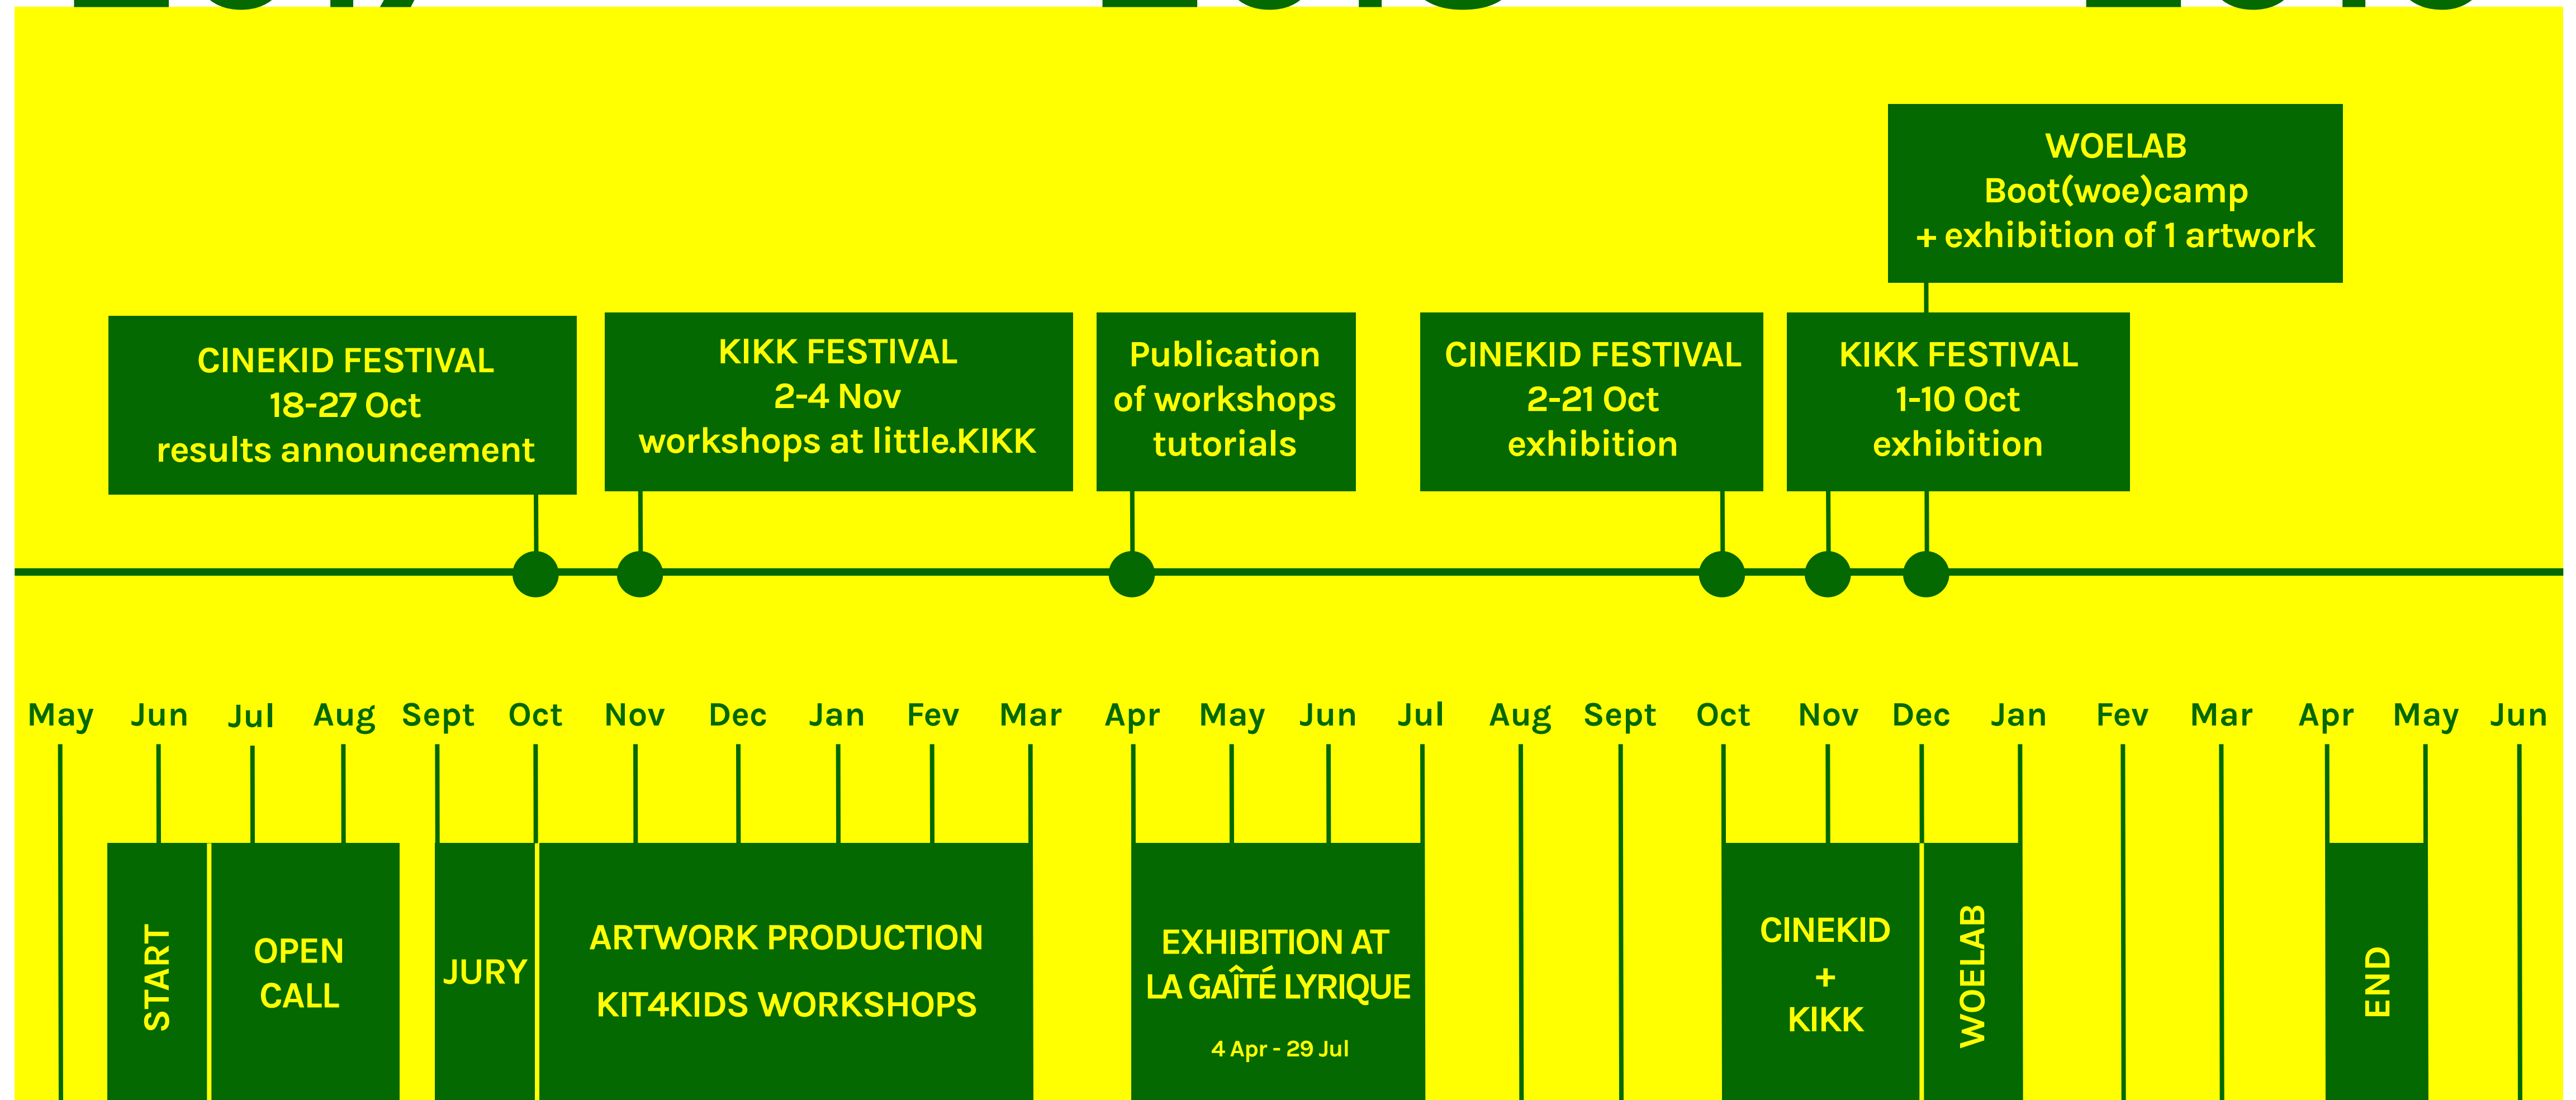 WOELAB
Boot(woe)camp
+ exhibition of 1 artwork
CINEKID FESTIVAL
18-27 Oct
results announcement
KIKK FESTIVAL
2-4 Nov
workshops at little.KIKK
Publication
of workshops
tutorials
CINEKID FESTIVAL
2-21 Oct
exhibition
KIKK FESTIVAL
1-10 Oct
exhibition
May Jun Jul Aug Sept Oct Nov Dec Jan Fev Mar Apr May Jun Jul Aug Sept Oct Nov Dec Jan Fev Mar Apr May Jun
START
OPEN
CALL
JURY
ARTWORK PRODUCTION
KIT4KIDS WORKSHOPS
EXHIBITION AT
LA GAÎTÉ LYRIQUE
4 Apr - 29 Jul
CINEKID
+
KIKK
WOELAB
END